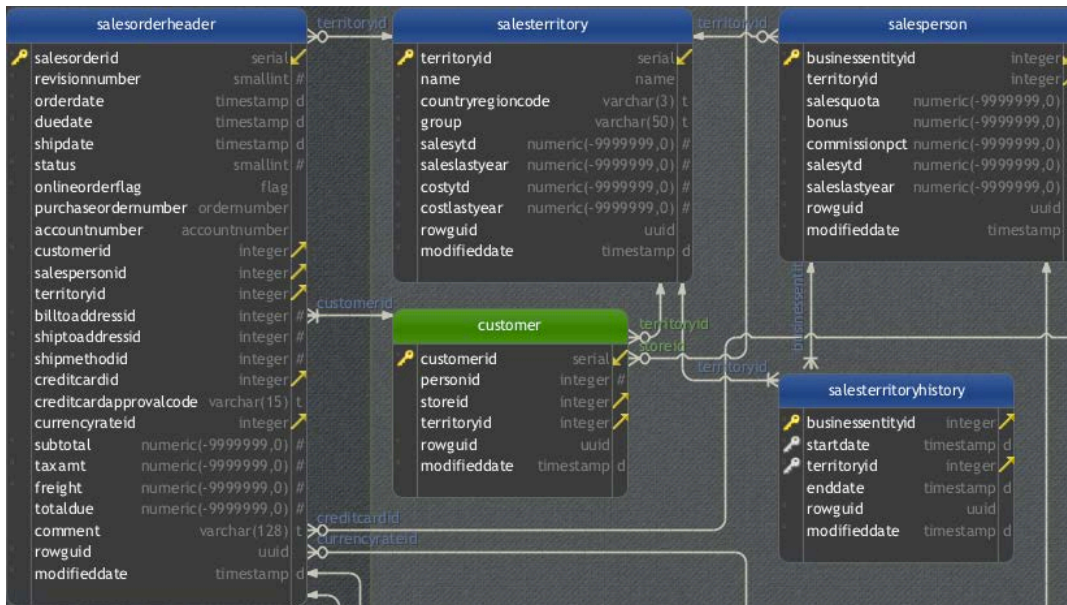 salesorderheader
salesorderid serial
revisionnumber smallint #
orderdate timestamp d
duedate timestamp d
shipdate timestamp d
status smallint #
onlineorderflag flag
purchaseordernumber ordernumber
accountnumber accountnumber
customerid integer
salespersonid integer
territoryid integer
billtoaddressid integer #
shiptoaddressid integer #
shipmethodid integer #
creditcardid integer
creditcardapprovalcode varchar(15) t
currencyrateid integer
subtotal numeric(-9999999,0) #
taxamt numeric(-9999999,0) #
freight numeric(-9999999,0) #
totaldue numeric(-9999999,0) #
comment varchar(128) t
rowguid uuid
modifieddate timestamp d
territoryid
customerid
creditcardid
currencyrateid
salesterritory
territoryid serial
name name
countryregioncode varchar(3) t
group varchar(50) t
salesytd numeric(-9999999,0) #
saleslastyear numeric(-9999999,0) #
costytd numeric(-9999999,0) #
costlastyear numeric(-9999999,0) #
rowguid uuid
modifieddate timestamp d
customer
customerid serial
personid integer #
storeid integer
territoryid integer
rowguid uuid
modifieddate timestamp d
territoryid
territoryid
storeid
territoryid
salesperson
businessentityid integer
territoryid integer
salesquota numeric(-9999999,0)
bonus numeric(-9999999,0)
commissionpct numeric(-9999999,0)
salesytd numeric(-9999999,0)
saleslastyear numeric(-9999999,0)
rowguid uuid
modifieddate timestamp
businessentit
salesterritoryhistory
businessentityid integer
startdate timestamp d
territoryid integer
enddate timestamp d
rowguid uuid
modifieddate timestamp d